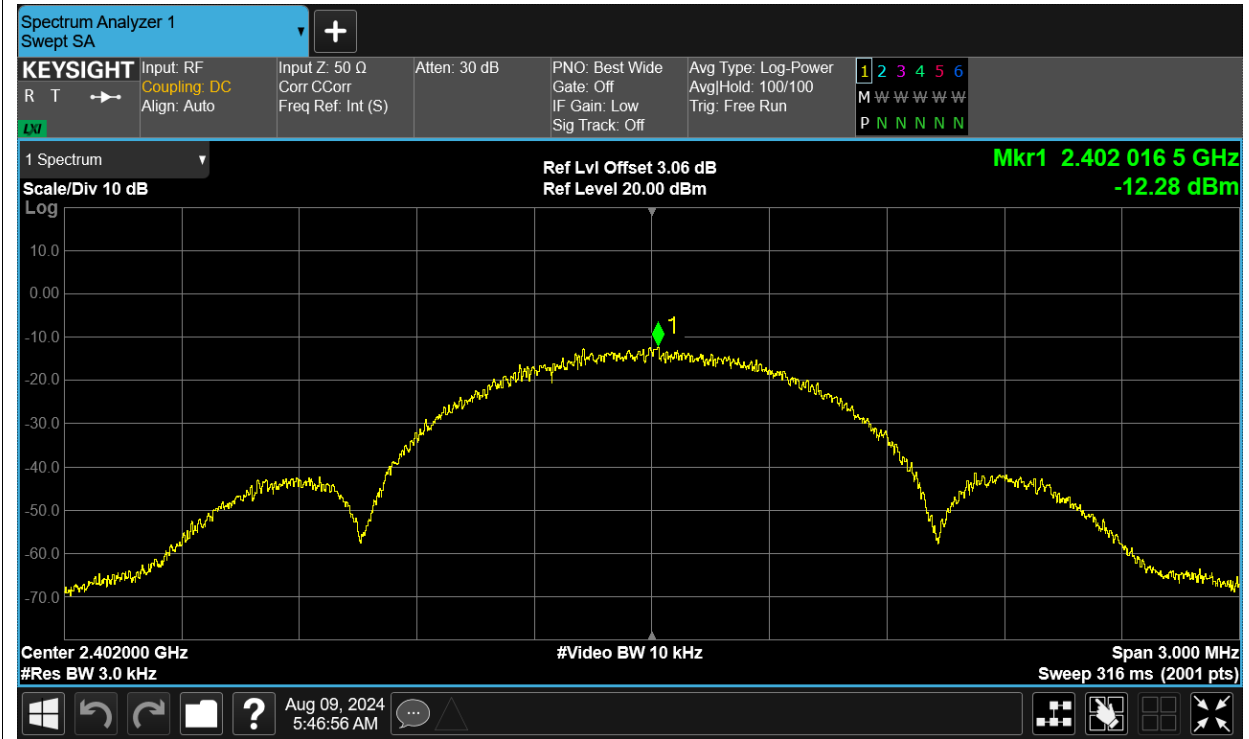 Spectrum Analyzer 1
Swept SA
KEYSIGHT
R T
LXI
Input: RF
Coupling: DC
Align: Auto
Input Z: 50 Ω
Corr CCorr
Freq Ref: Int (S)
Atten: 30 dB
PNO: Best Wide
Gate: Off
IF Gain: Low
Sig Track: Off
Avg Type: Log-Power
Avg|Hold: 100/100
Trig: Free Run
1 2 3 4 5 6
M W W W W W
P N N N N N
1 Spectrum
Scale/Div 10 dB
Ref Lvl Offset 3.06 dB
Ref Level 20.00 dBm
Mkr1 2.402 016 5 GHz
-12.28 dBm
Log
10.0
0.00
-10.0
-20.0
-30.0
-40.0
-50.0
-60.0
-70.0
1
Center 2.402000 GHz
#Video BW 10 kHz
Span 3.000 MHz
#Res BW 3.0 kHz
Sweep 316 ms (2001 pts)
?
Aug 09, 2024
5:46:56 AM